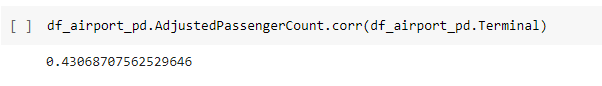 [ ] df_airport_pd.AdjustedPassengerCount.corr(df_airport_pd.Terminal)
0.43068707562529646